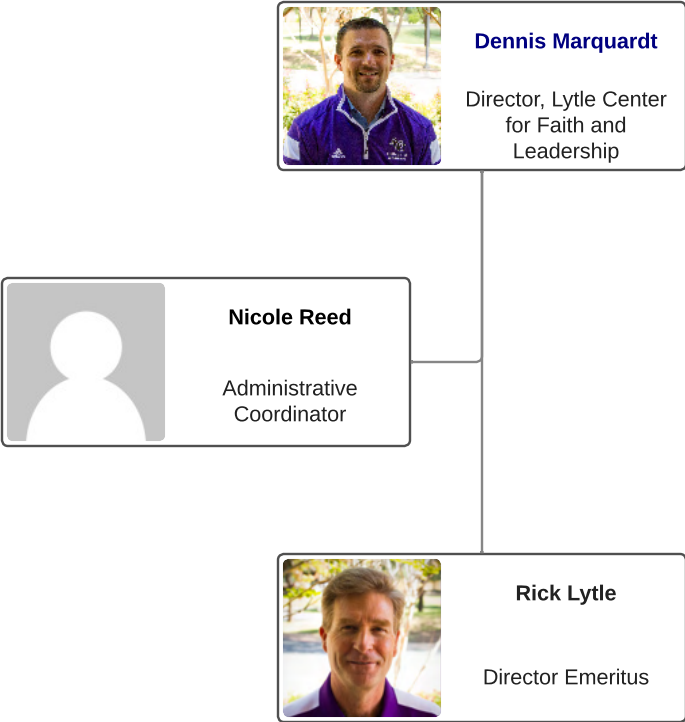 Dennis Marquardt
Director, Lytle Center
for Faith and
Leadership
Nicole Reed
Administrative
Coordinator
Rick Lytle
Director Emeritus